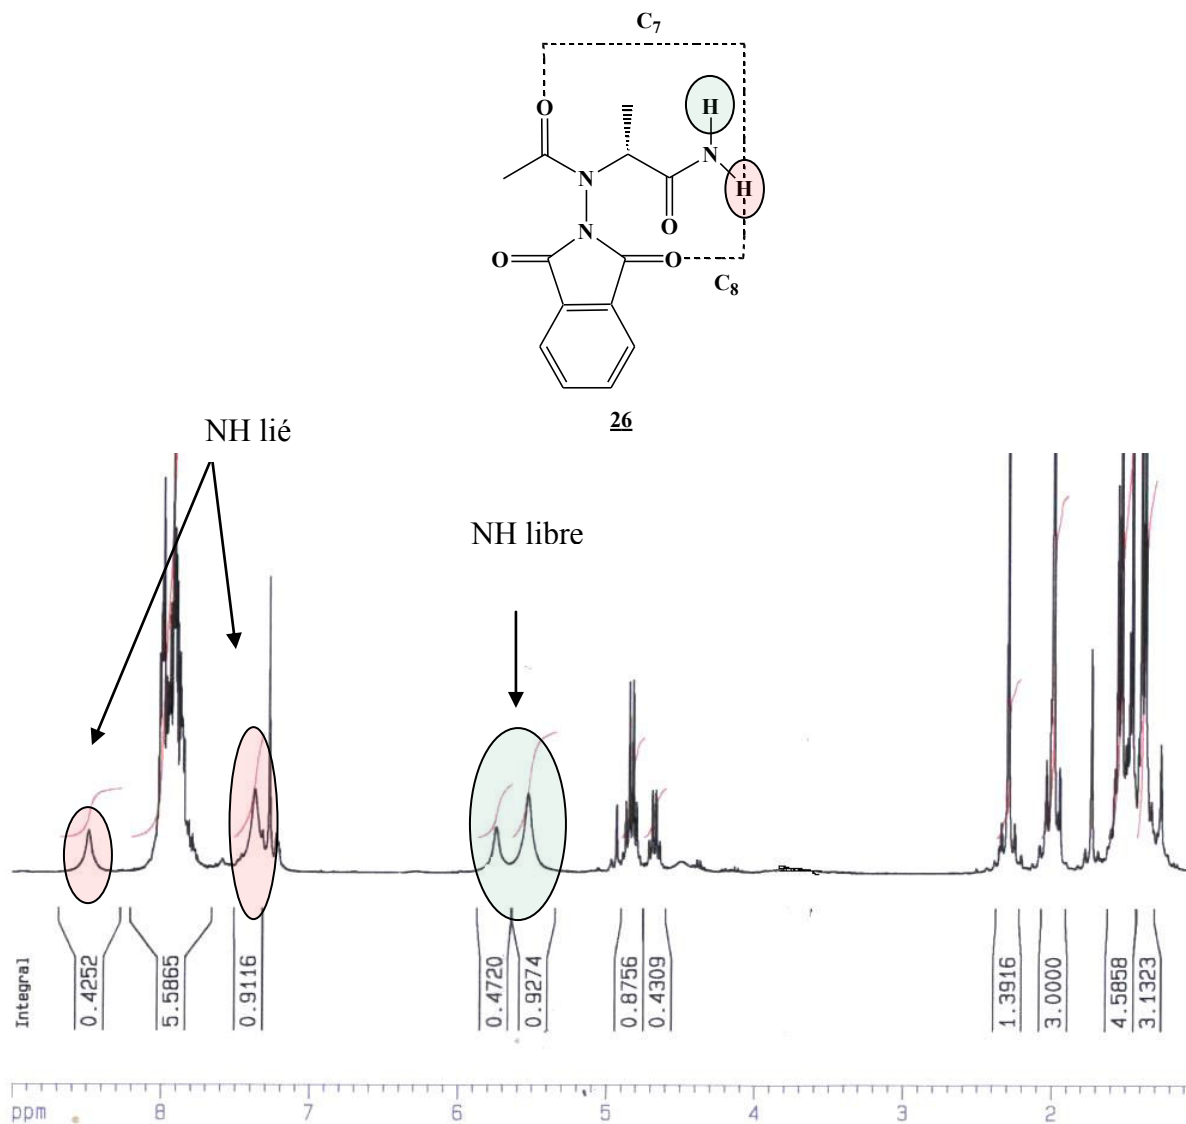 C7
H
O
N
H
N
O
N
O
O
C8
26
NH lié
NH libre
Integral
0.4252
5.5865
0.9116
0.4720
0.9274
0.8756
0.4309
1.3916
3.0000
4.5858
3.1323
ppm 8 7 6 5 4 3 2